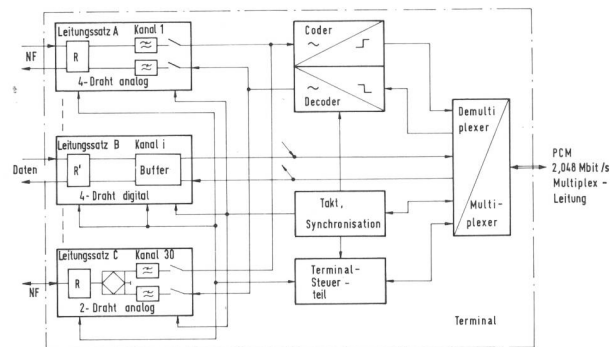 Leitungssatz A Kanal 1
NF
R
4-Draht analog
Leitungssatz B Kanal i
Daten
R'
Buffer
4-Draht digital
Leitungssatz C Kanal 30
NF
R
2-Draht analog
Coder
Decoder
Takt,
Synchronisation
Terminal-
Steuer-
teil
Demulti
plexer
Multi-
plexer
PCM
2,048 Mbit/s
Multiplex-
Leitung
Terminal